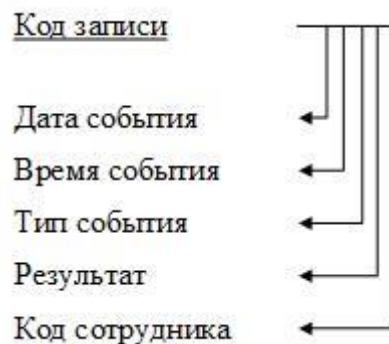 Код записи
Дата события
Время события
Тип события
Результат
Код сотрудника